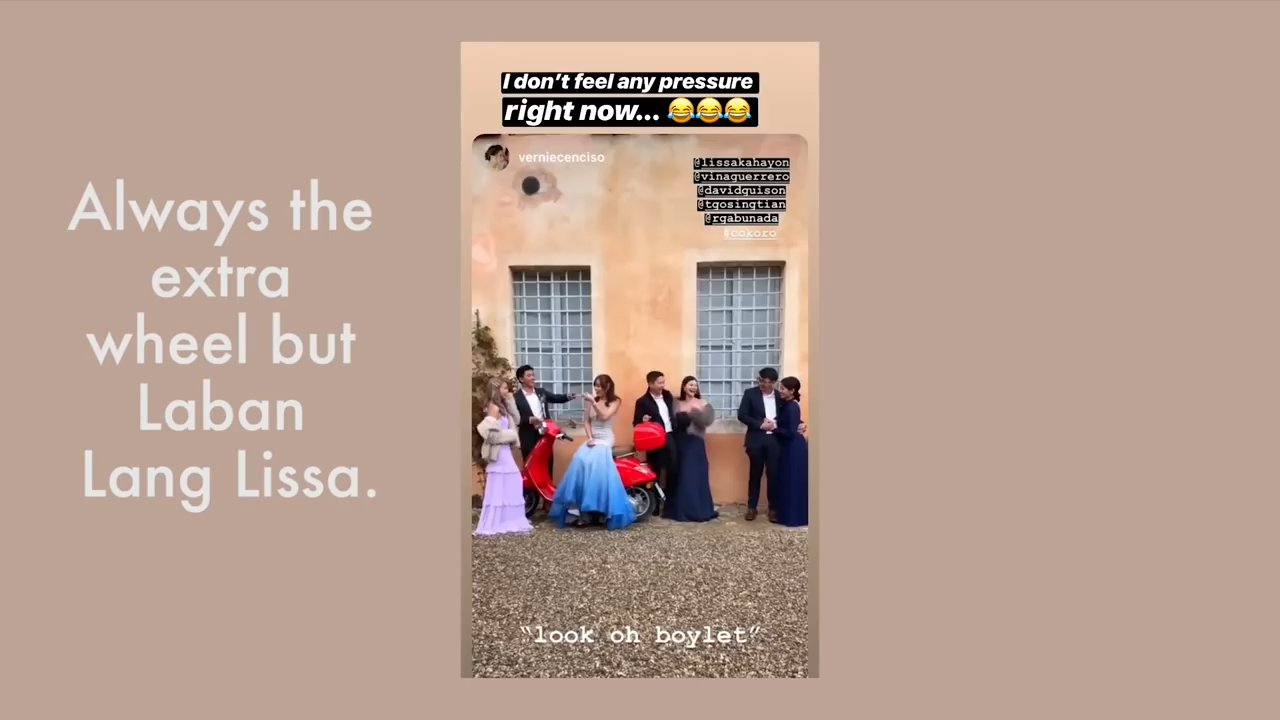 Always the
extra
wheel but
Laban
Lang Lissa.
I don't feel any pressure
right now... 😂😂😂
verniecenciso
@lissakahayon
@vinaguerrero
@davidguison
@tgosingtian
@rgabunada
#cokoro
"look oh boylet"